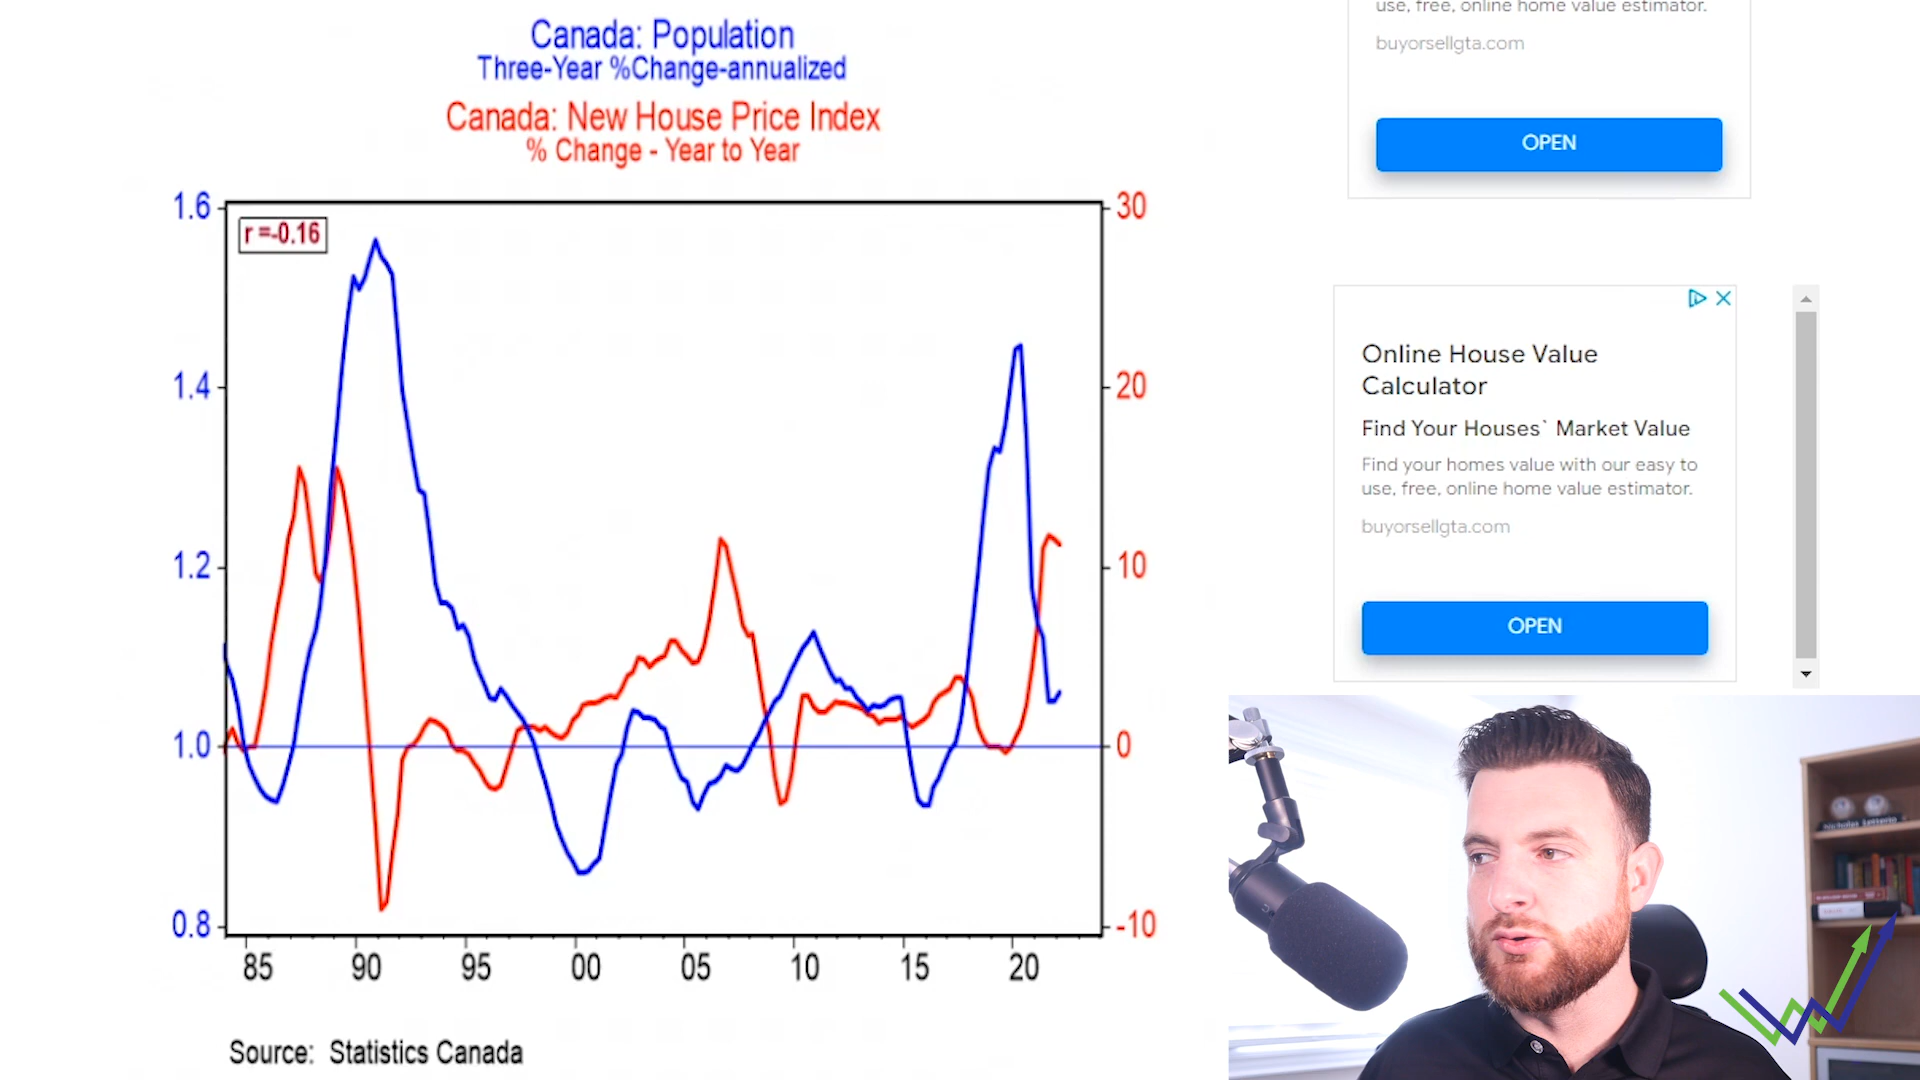 Canada: Population
Three-Year %Change-annualized
Canada: New House Price Index
% Change - Year to Year
1.6
30
r =-0.16
1.4
20
1.2
10
1.0
0
0.8
-10
85
90
95
00
05
10
15
20
Source: Statistics Canada
use, free, online home value estimator.
buyorsellgta.com
OPEN
Online House Value
Calculator
Find Your Houses` Market Value
Find your homes value with our easy to
use, free, online home value estimator.
buyorsellgta.com
OPEN